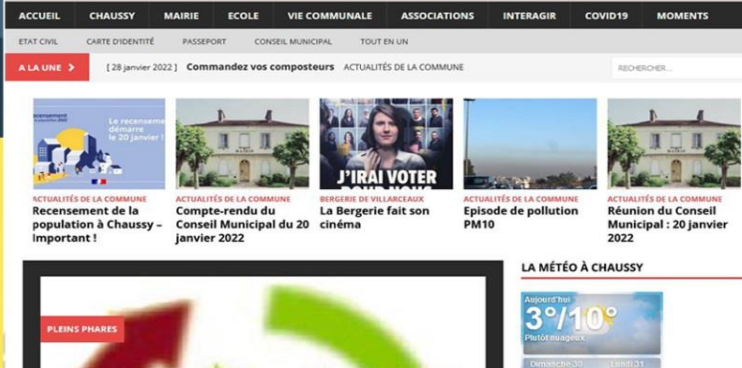 ACCUEIL CHAUSSY MAIRIE ECOLE VIE COMMUNALE ASSOCIATIONS INTERAGIR COVID19 MOMENTS
ETAT CIVIL CARTE D'IDENTITÉ PASSEPORT CONSEIL MUNICIPAL TOUT EN UN
A LA UNE [ 28 janvier 2022 ] Commandez vos composteurs ACTUALITÉS DE LA COMMUNE RECHERCHER...
Le recenseme
démarre
le 20 janvier !
J'IRAI VOTER
ACTUALITÉS DE LA COMMUNE
Recensement de la
population à Chaussy –
Important !
ACTUALITÉS DE LA COMMUNE
Compte-rendu du
Conseil Municipal du 20
janvier 2022
BERGERIE DE VILLARCEAUX
La Bergerie fait son
cinéma
ACTUALITÉS DE LA COMMUNE
Episode de pollution
PM10
ACTUALITÉS DE LA COMMUNE
Réunion du Conseil
Municipal : 20 janvier
2022
PLEINS PHARES
LA MÉTÉO À CHAUSSY
Aujourd'hui
3°/10°
Plutôt nuageux
Dimanche 30 Lundi 31